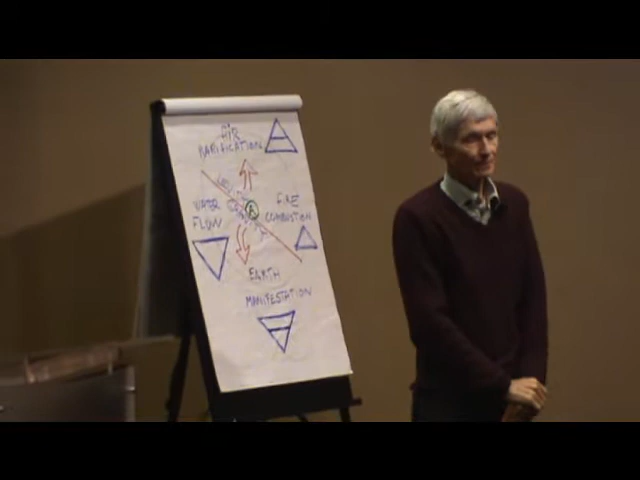 AIR
RARIFICATION
WATER
FLOW
FIRE
COMBUSTION
EARTH
MANIFESTATION